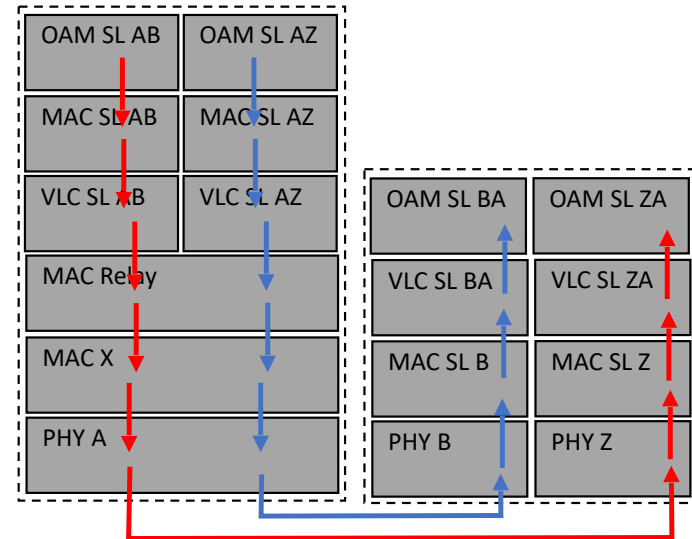 OAM SL AB
OAM SL AZ
MAC SL AB
MAC SL AZ
VLC SL AB
VLC SL AZ
MAC Relay
MAC X
PHY A
OAM SL BA
OAM SL ZA
VLC SL BA
VLC SL ZA
MAC SL B
MAC SL Z
PHY B
PHY Z